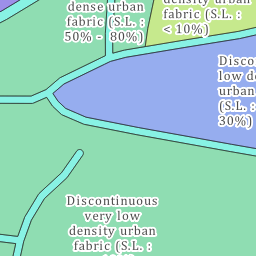 dense urban
fabric (S.L. :
50% - 80%)
density urban
fabric (S.L. :
< 10%)
low de
urban
(S.L. :
30%)
Discontinuous
very low
density urban
fabric (S.L. :